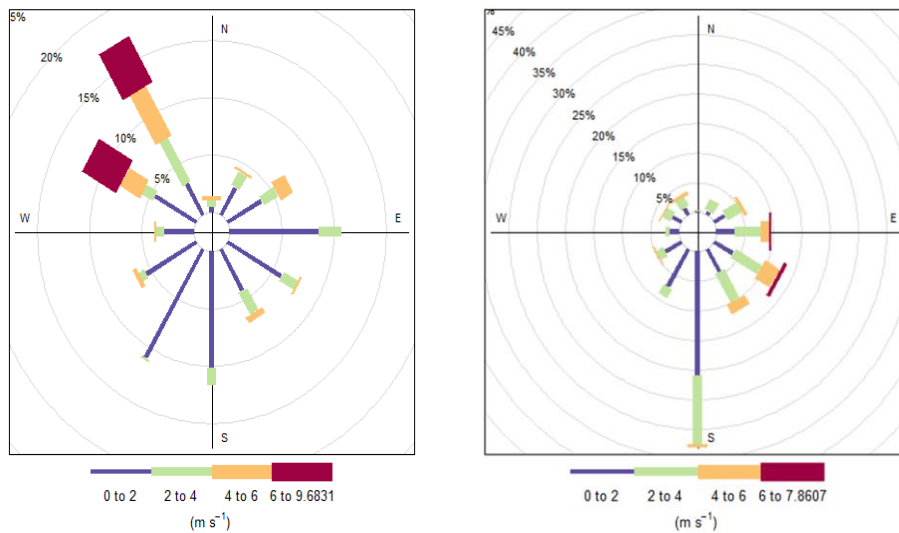 5%
N
20%
15%
10%
5%
W
E
S
0 to 2
2 to 4
4 to 6
6 to 9.6831
(m s⁻¹)
%
45%
N
40%
35%
30%
25%
20%
15%
10%
5%
W
E
S
0 to 2
2 to 4
4 to 6
6 to 7.8607
(m s⁻¹)